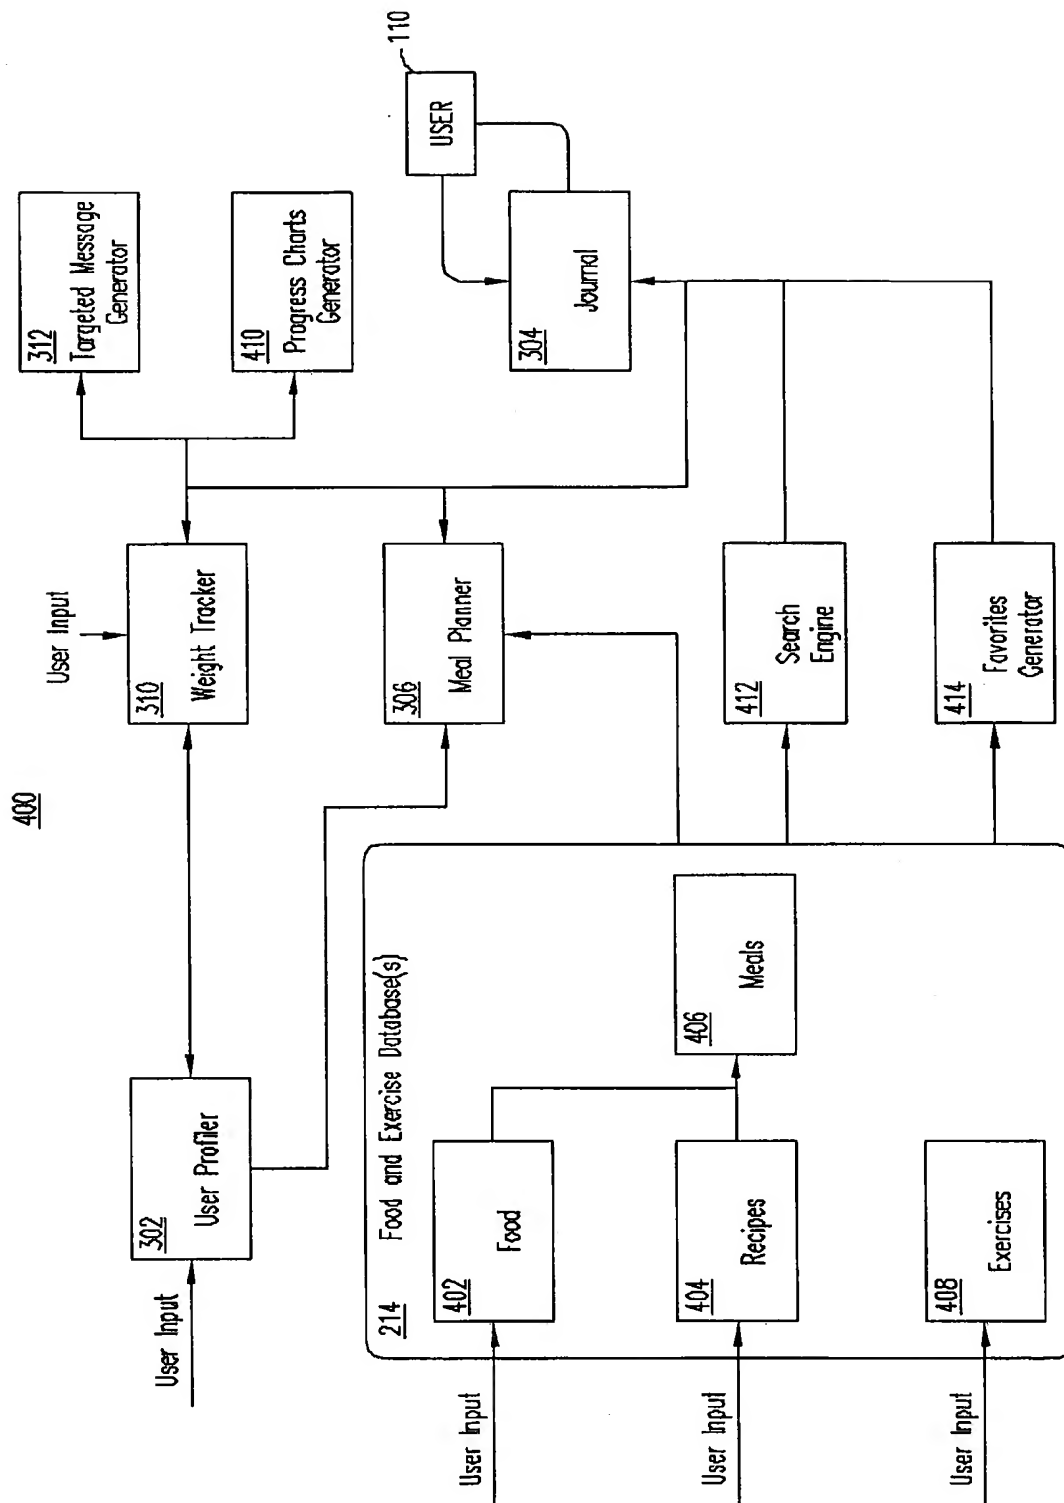 400
User Input
302
User Profiler
User Input
310
Weight Tracker
312
Targeted Message
Generator
410
Progress Charts
Generator
306
Meal Planner
USER
110
304
Journal
214
Food and Exercise Database(s)
User Input
402
Food
User Input
404
Recipes
406
Meals
User Input
408
Exercises
412
Search
Engine
414
Favorites
Generator